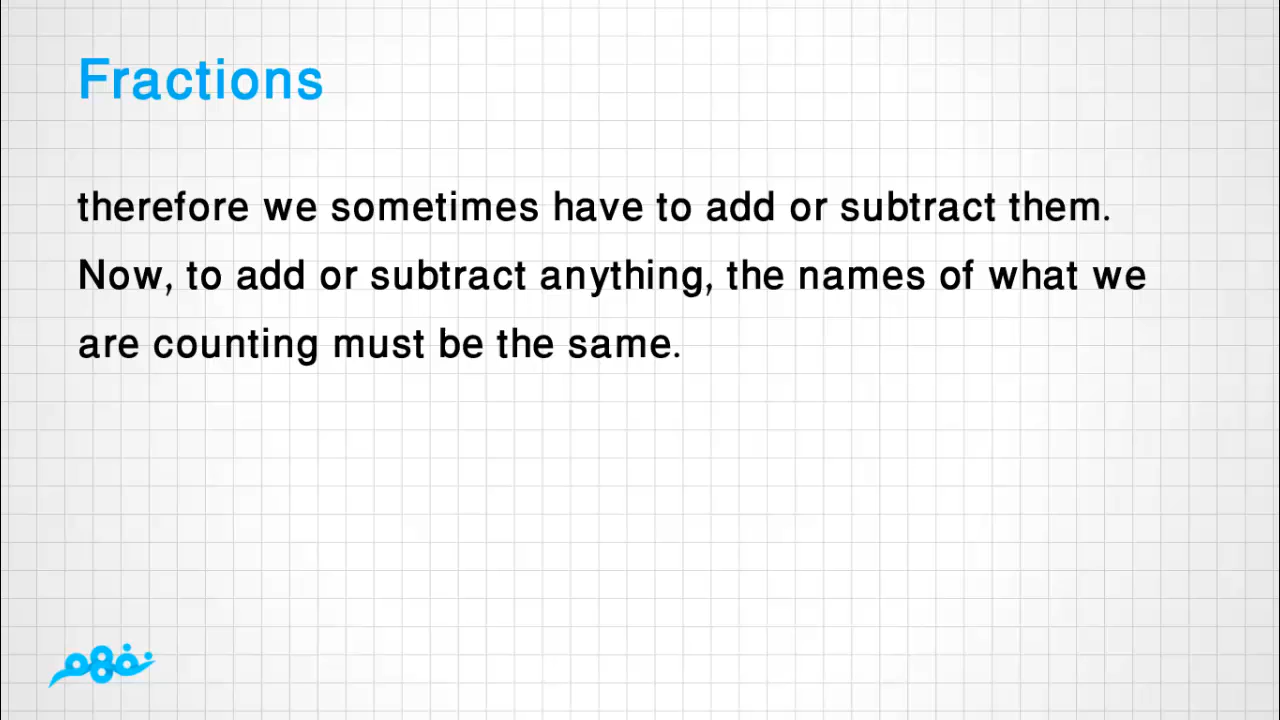 Fractions
therefore we sometimes have to add or subtract them.
Now, to add or subtract anything, the names of what we
are counting must be the same.
نفهم